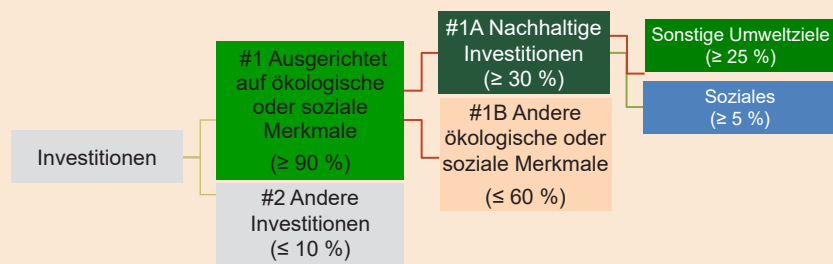 Investitionen
#1 Ausgerichtet
auf ökologische
oder soziale
Merkmale
(≥ 90 %)
#2 Andere
Investitionen
(≤ 10 %)
#1A Nachhaltige
Investitionen
(≥ 30 %)
#1B Andere
ökologische oder
soziale Merkmale
(≤ 60 %)
Sonstige Umweltziele
(≥ 25 %)
Soziales
(≥ 5 %)